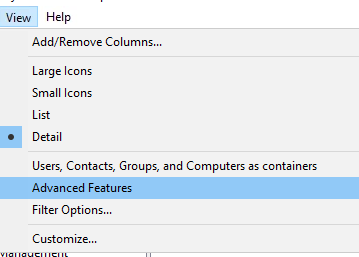 View Help
Add/Remove Columns...
Large Icons
Small Icons
List
Detail
Users, Contacts, Groups, and Computers as containers
Advanced Features
Filter Options...
Customize...
Management